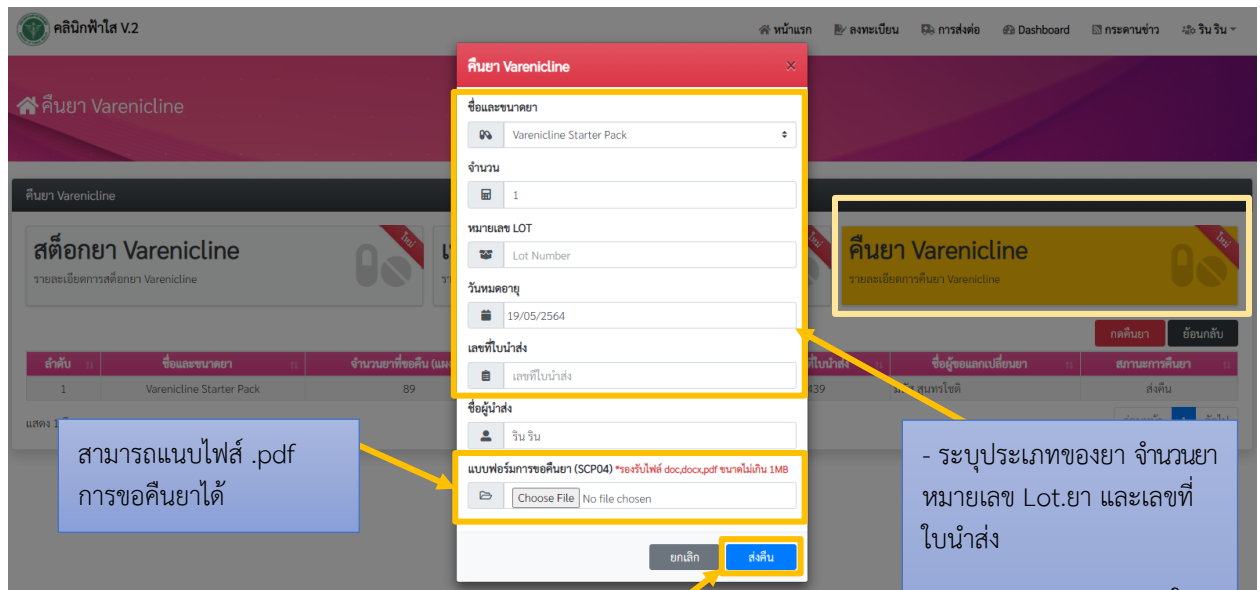 คลินิกฟ้าใส V.2
หน้าแรก ลงทะเบียน การส่งต่อ Dashboard กระดานข่าว ริน ริน
คืนยา Varenicline
คืนยา Varenicline ×
ชื่อและขนาดยา
Varenicline Starter Pack
จำนวน
1
หมายเลข LOT
Lot Number
วันหมดอายุ
19/05/2564
เลขที่ใบนำส่ง
เลขที่ใบนำส่ง
ชื่อผู้นำส่ง
ริน ริน
แบบฟอร์มการขอคืนยา (SCP04) *รองรับไฟล์ doc,docx,pdf ขนาดไม่เกิน 1MB
Choose File No file chosen
ยกเลิก ส่งคืน
คืนยา Varenicline
สต็อกยา Varenicline
รายละเอียดการสต็อกยา Varenicline
ใหม่
ใหม่
คืนยา Varenicline
รายละเอียดการคืนยา Varenicline
ใหม่
กดคืนยา ย้อนกลับ
ลำดับ ชื่อและขนาดยา จำนวนยาที่ขอคืน (แผง ชื่อผู้ขอแลกเปลี่ยนยา สถานะการคืนยา
1 Varenicline Starter Pack 89 439 สุนทรโชติ ส่งคืน
แสดง 1
สามารถแนบไฟส์ .pdf
การขอคืนยาได้
- ระบุประเภทของยา จำนวนยา
หมายเลข Lot.ยา และเลขที่
ใบนำส่ง